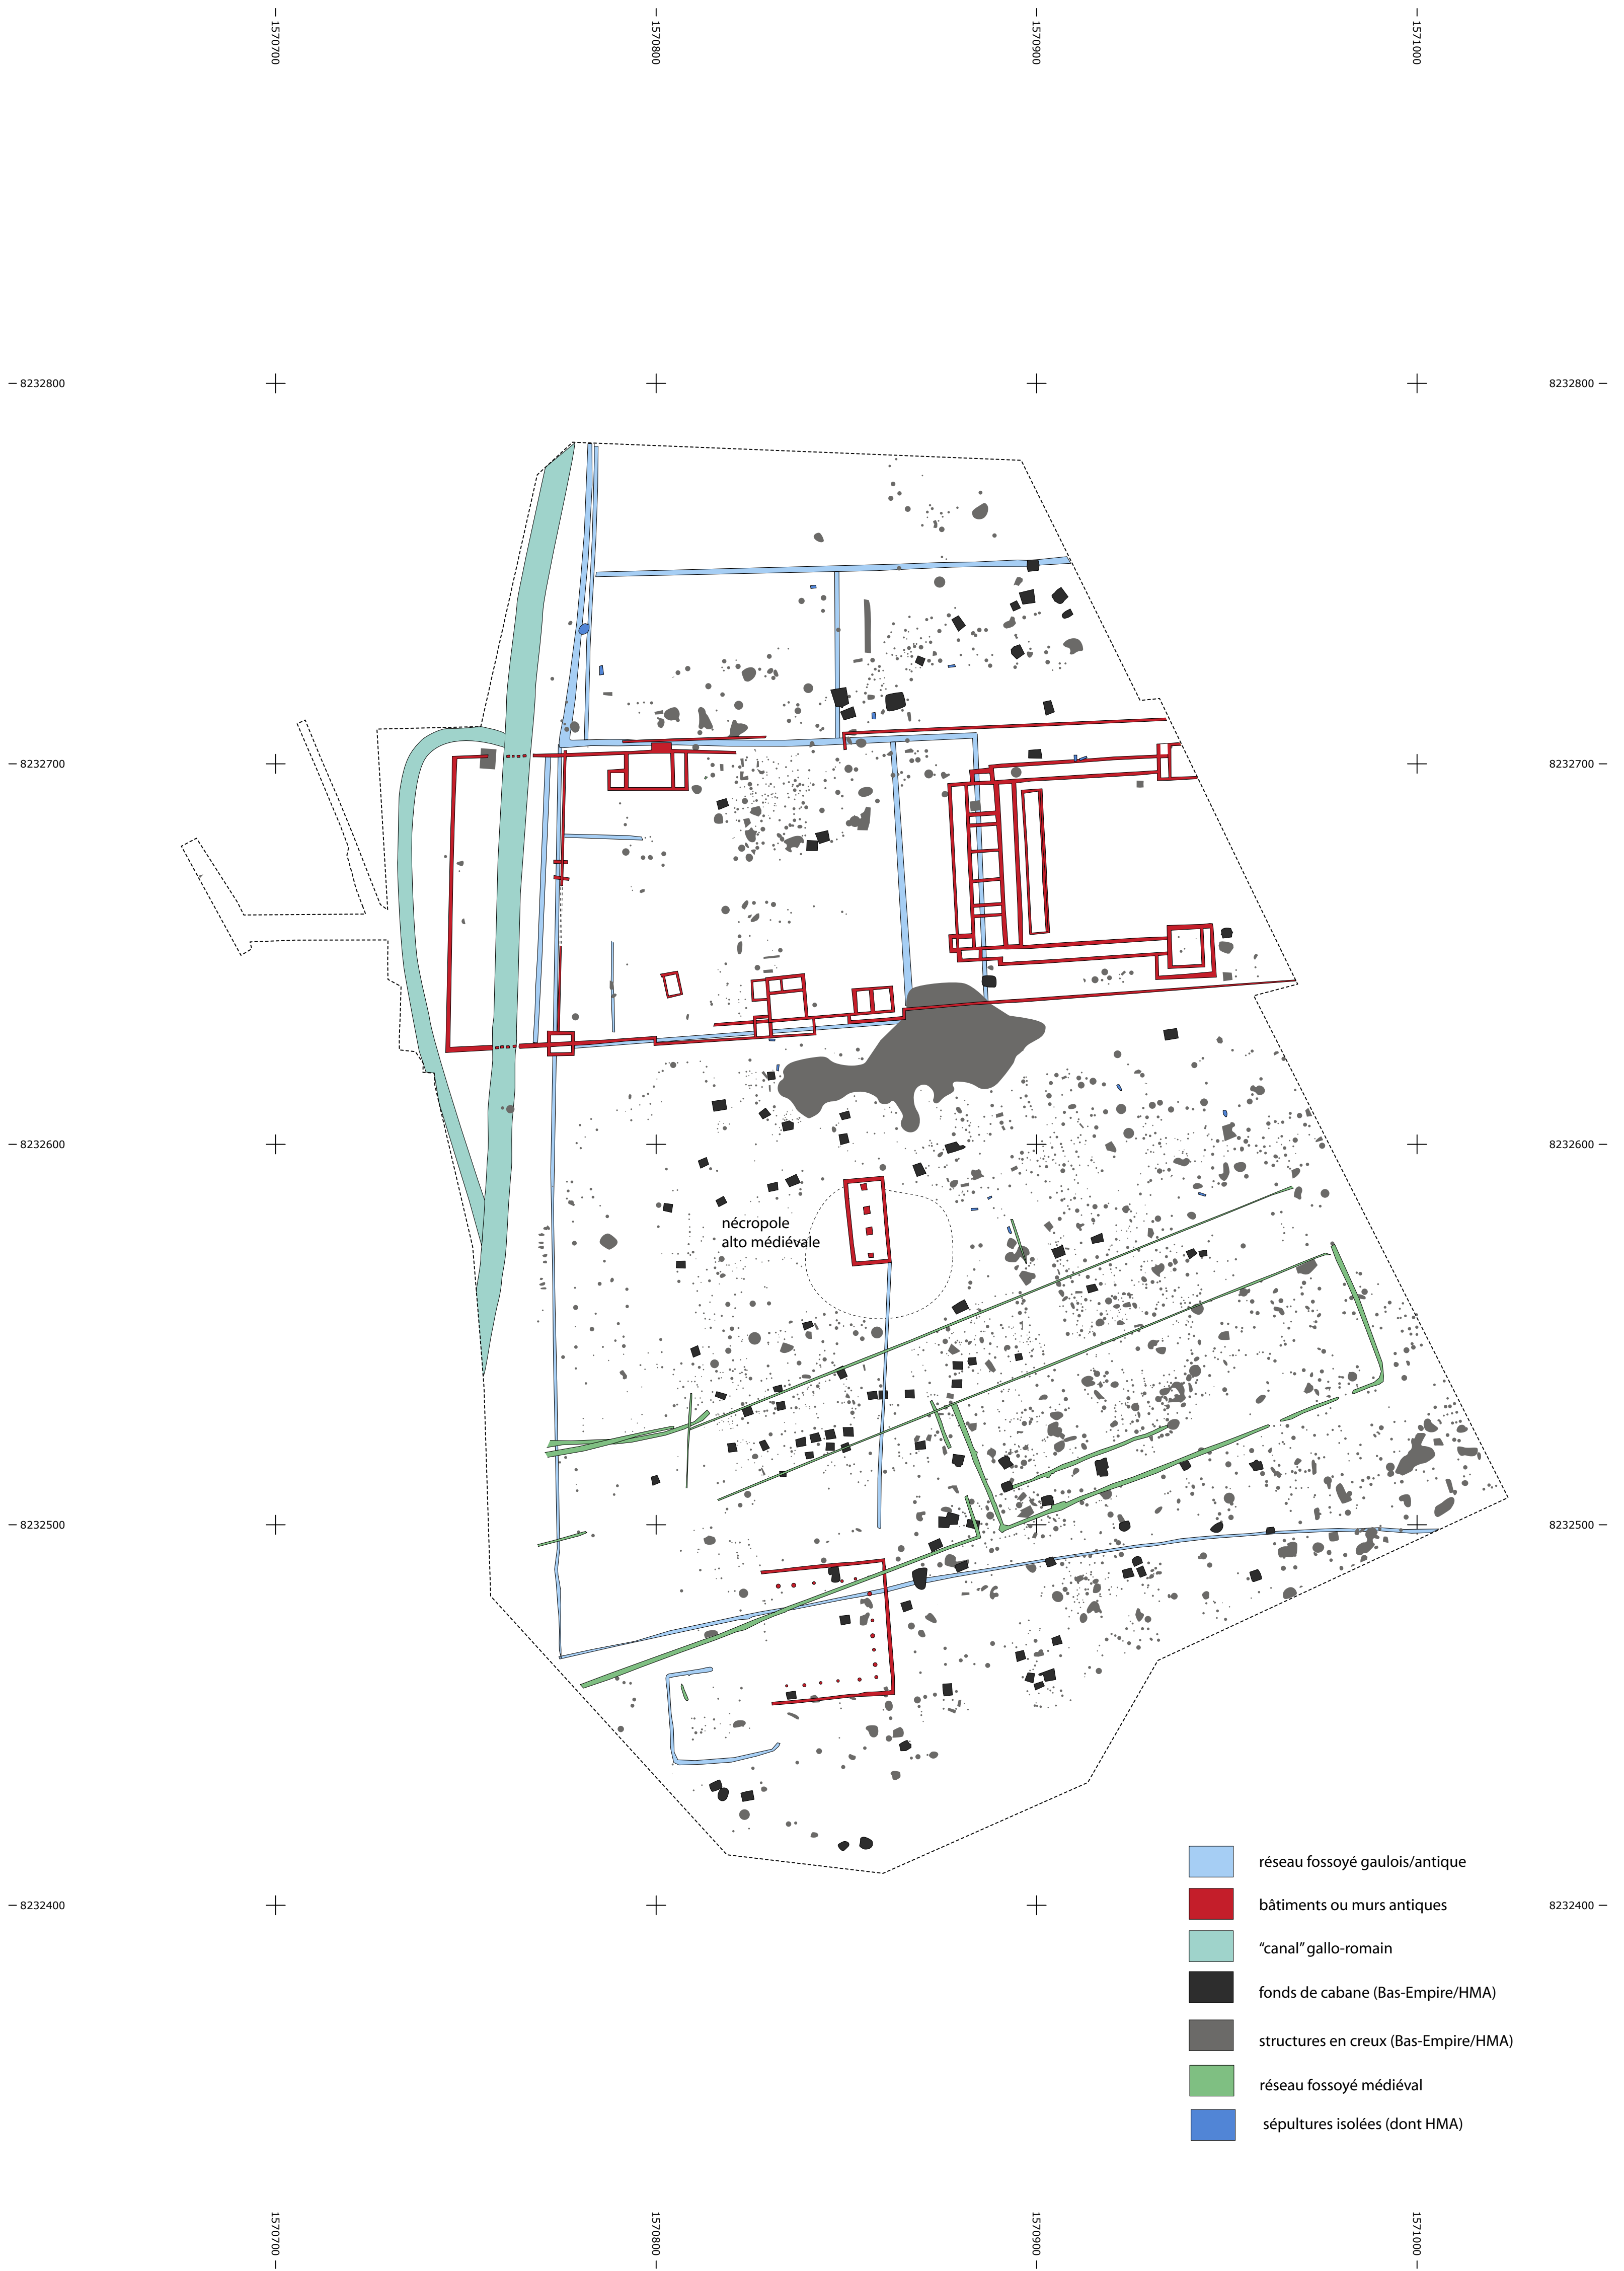 1570700
1570800
1570900
1571000
8232800
8232800
8232700
8232700
8232600
8232600
nécropole
alto médiévale
8232500
8232500
réseau fossoyé gaulois/antique
bâtiments ou murs antiques
8232400
8232400
“canal” gallo-romain
fonds de cabane (Bas-Empire/HMA)
structures en creux (Bas-Empire/HMA)
réseau fossoyé médiéval
sépultures isolées (dont HMA)
1570700
1570800
1570900
1571000